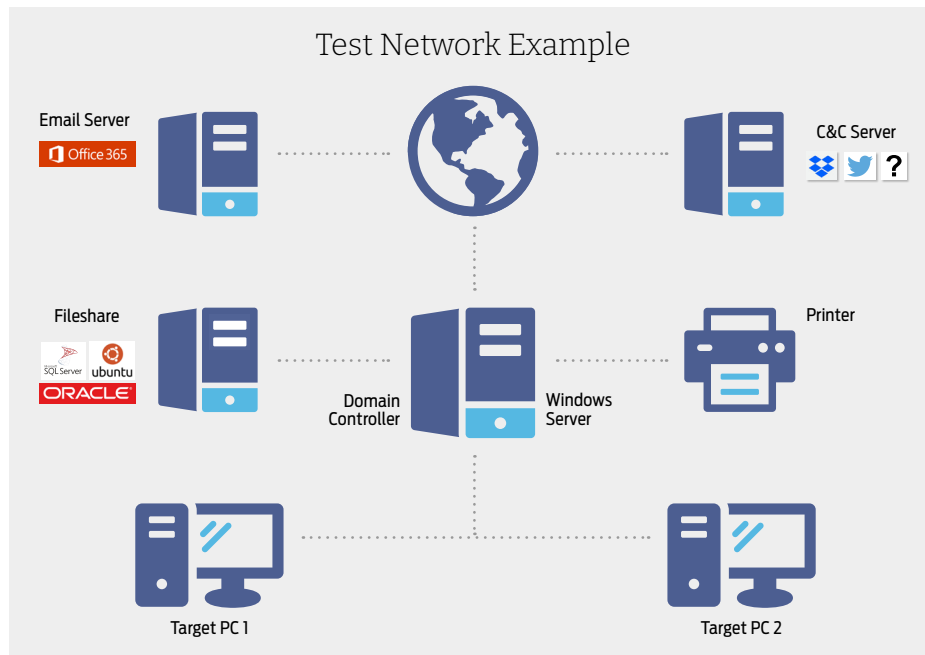 Test Network Example
Email Server
Office 365
C&C Server
?
Fileshare
SQL Server
ubuntu
ORACLE
Printer
Domain
Controller
Windows
Server
Target PC 1
Target PC 2